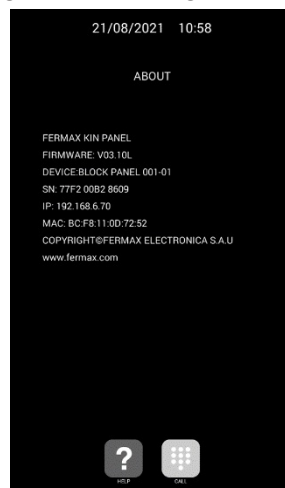 21/08/2021 10:58
ABOUT
FERMAX KIN PANEL
FIRMWARE: V03.10L
DEVICE:BLOCK PANEL 001-01
SN: 77F2 00B2 8609
IP: 192.168.6.70
MAC: BC:F8:11:0D:72:52
COPYRIGHT©FERMAX ELECTRONICA S.A.U
www.fermax.com
?
HELP CALL